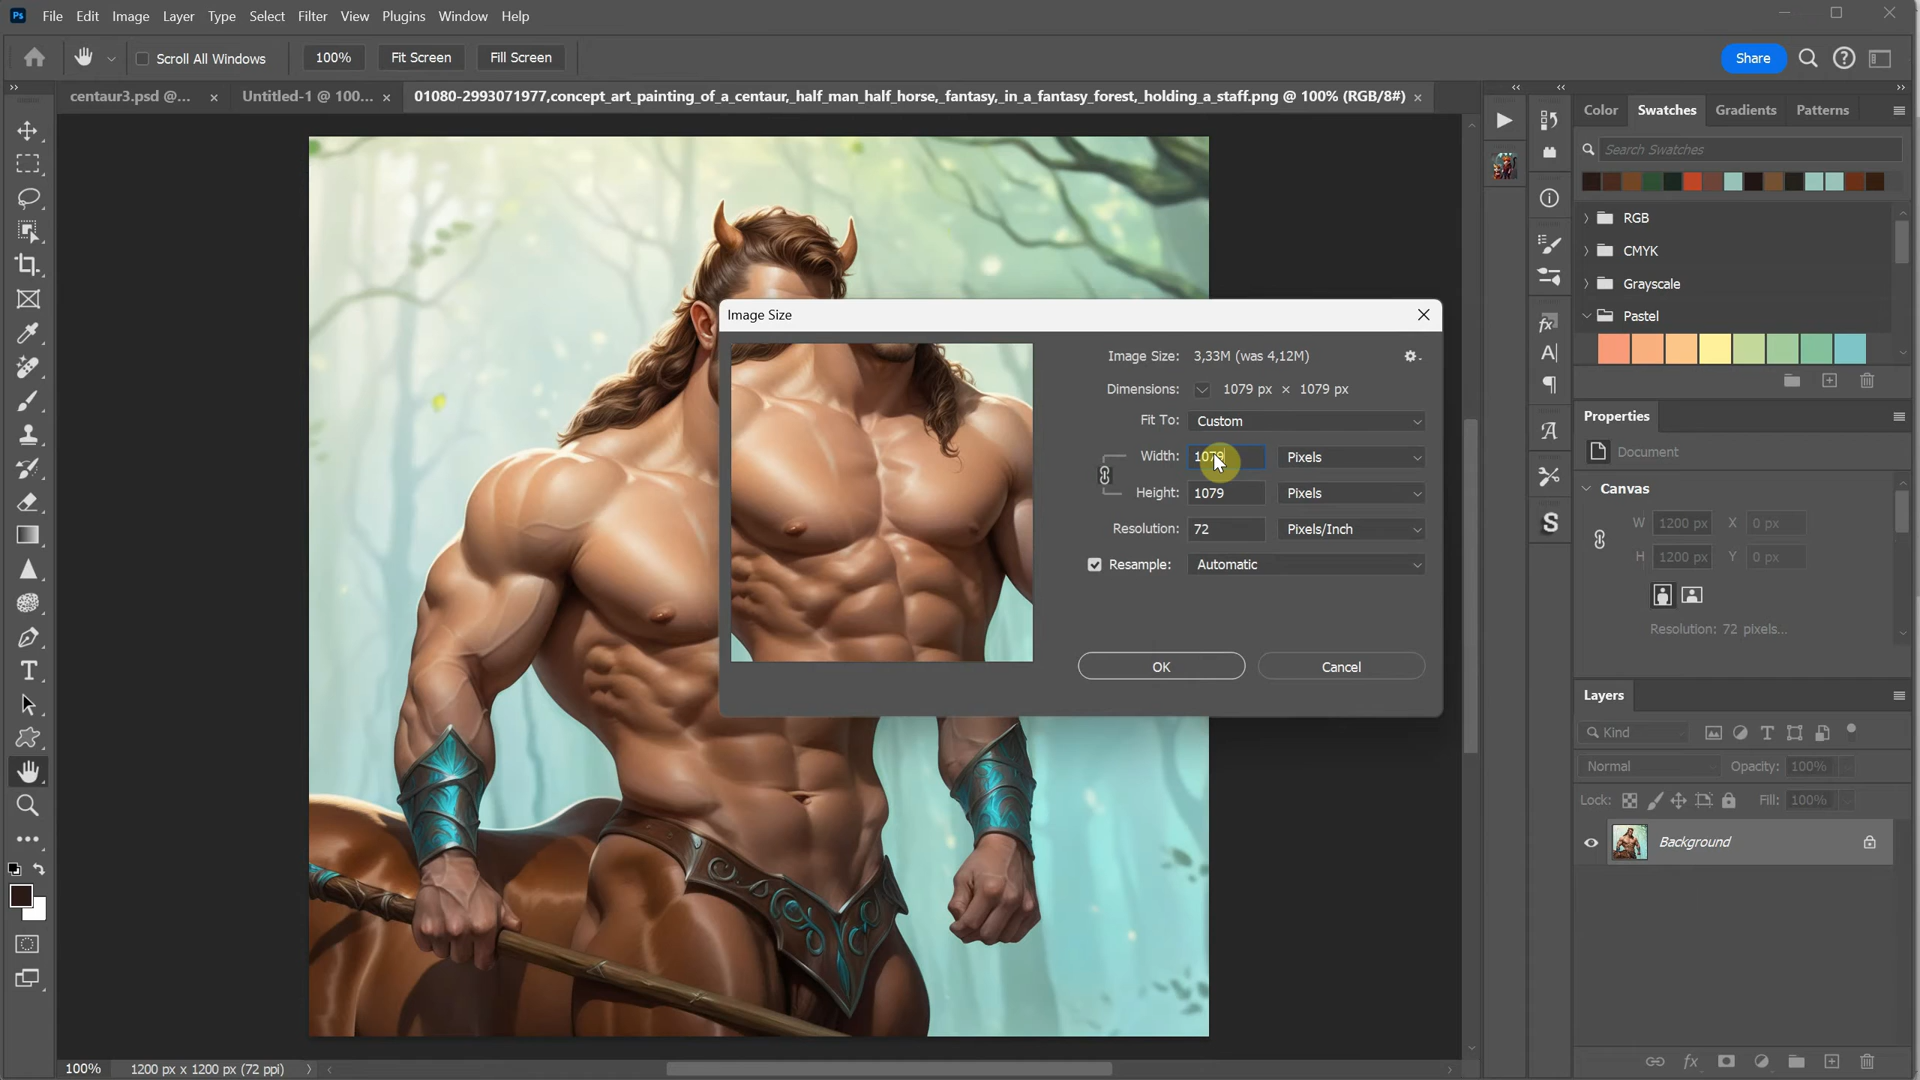 Ps File Edit Image Layer Type Select Filter View Plugins Window Help
Scroll All Windows 100% Fit Screen Fill Screen Share
centaur3.psd @... × Untitled-1 @ 100... × 01080-2993071977,concept_art_painting_of_a_centaur,_half_man_half_horse,_fantasy,_in_a_fantasy_forest,_holding_a_staff.png @ 100% (RGB/8#) ×
Color Swatches Gradients Patterns
Search Swatches
RGB
CMYK
Grayscale
Pastel
Image Size
Image Size: 3,33M (was 4,12M)
Dimensions: 1079 px × 1079 px
Fit To: Custom
Width: 1079 Pixels
Height: 1079 Pixels
Resolution: 72 Pixels/Inch
Resample: Automatic
OK Cancel
Properties
Document
Canvas
W 1200 px X 0 px
H 1200 px Y 0 px
Resolution: 72 pixels...
Layers
Kind
Normal Opacity: 100%
Lock: Fill: 100%
Background
100% 1200 px x 1200 px (72 ppi)